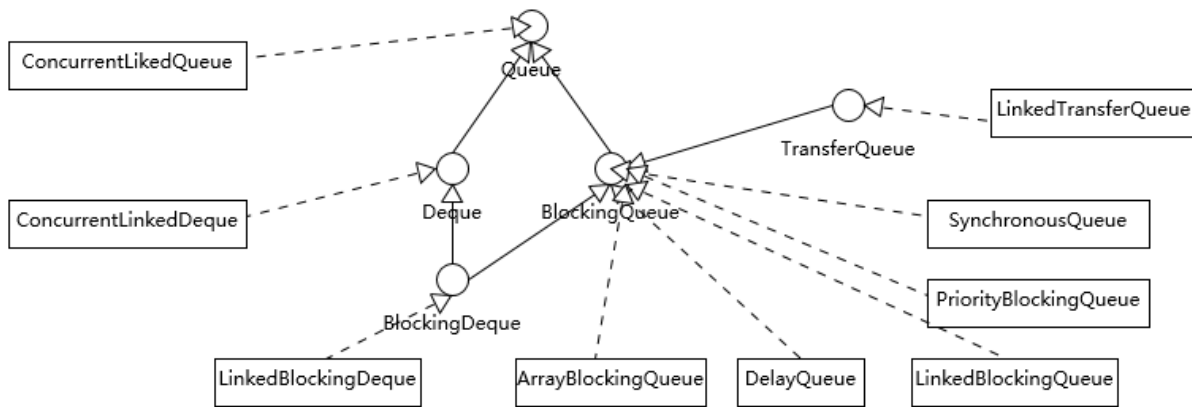 ConcurrentLikedQueue
Queue
LinkedTransferQueue
TransferQueue
ConcurrentLinkedDeque
Deque
BlockingQueue
SynchronousQueue
PriorityBlockingQueue
BlockingDeque
LinkedBlockingDeque
ArrayBlockingQueue
DelayQueue
LinkedBlockingQueue